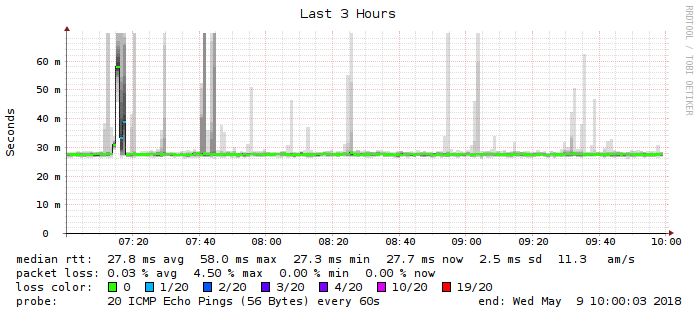 Last 3 Hours
RRDTOOL / TOBI OETIKER
Seconds
60 m
50 m
40 m
30 m
20 m
10 m
0
07:20 07:40 08:00 08:20 08:40 09:00 09:20 09:40 10:00
median rtt: 27.8 ms avg 58.0 ms max 27.3 ms min 27.7 ms now 2.5 ms sd 11.3 am/s
packet loss: 0.03 % avg 4.50 % max 0.00 % min 0.00 % now
loss color: 0 1/20 2/20 3/20 4/20 10/20 19/20
probe: 20 ICMP Echo Pings (56 Bytes) every 60s end: Wed May 9 10:00:03 2018